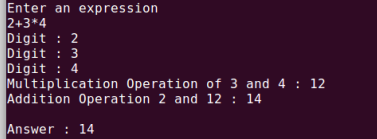 Enter an expression
2+3*4
Digit : 2
Digit : 3
Digit : 4
Multiplication Operation of 3 and 4 : 12
Addition Operation 2 and 12 : 14
Answer : 14